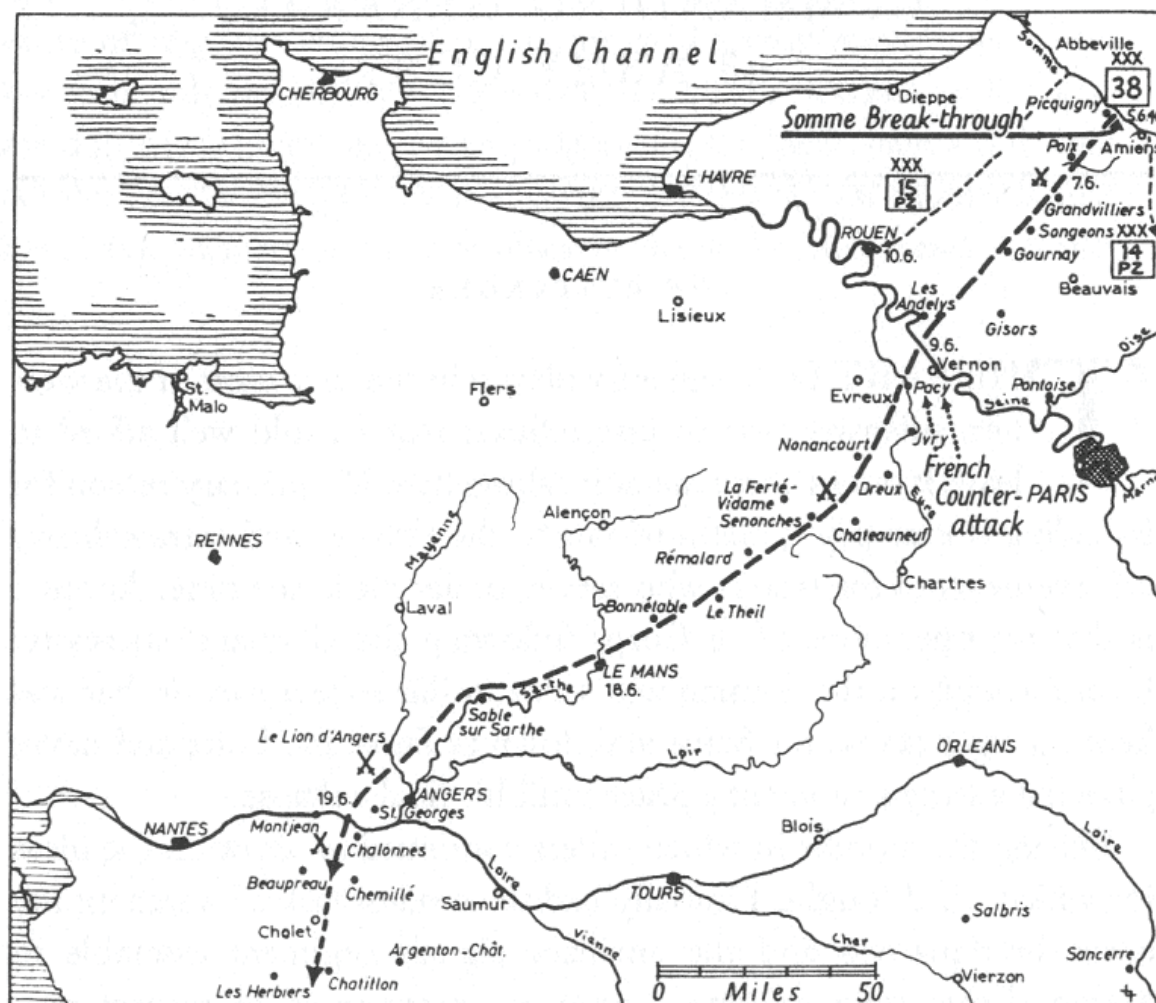 English Channel
Somme
Abbeville
XXX
38
CHERBOURG
Dieppe
Picquigny
Somme Break-through
Amiens
Poix
XXX
15
PZ
LE HAVRE
7.6.
Grandvilliers
Songeons
XXX
14
PZ
ROUEN
10.6.
Gournay
CAEN
Beauvais
Les
Andelys
Lisieux
Gisors
Oise
9.6.
Vernon
St.
Malo
Flers
Evreux
Pacy
Pontoise
Seine
Jvry
Nonancourt
French
Counter-PARIS
attack
Marne
La Ferté-
Vidame
Dreux
Eure
Senonches
Alençon
Chateauneuf
Mayenne
RENNES
Rémalard
Chartres
Laval
Bonnétable
Le Theil
LE MANS
18.6.
Sarthe
Sable
sur Sarthe
Le Lion d'Angers
Loir
ORLEANS
ANGERS
19.6.
St. Georges
NANTES
Montjean
Chalonnes
Blois
Loire
Beaupreau
Chemillé
Loire
TOURS
Saumur
Cholet
Salbris
Vienne
Cher
Argenton-Chât.
Sancerre
Les Herbiers
Chatillon
0 Miles 50
Vierzon